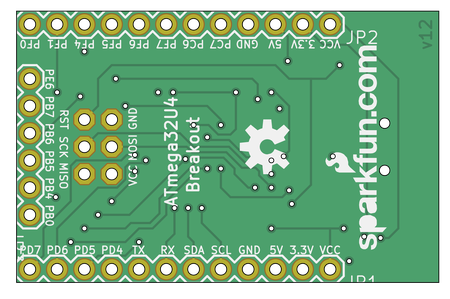 JP2
v12
PE0 PF1 PF4 PF5 PF6 PF7 PC6 PC7 GND 5V 3.3V VCC
PE6
PB7
PB6
PB5
PB4
PB0
RST SCK MISO
VCC MOSI GND
ATmega32U4
Breakout
sparkfun.com
PD7 PD6 PD5 PD4 TX RX SDA SCL GND 5V 3.3V VCC
JP1